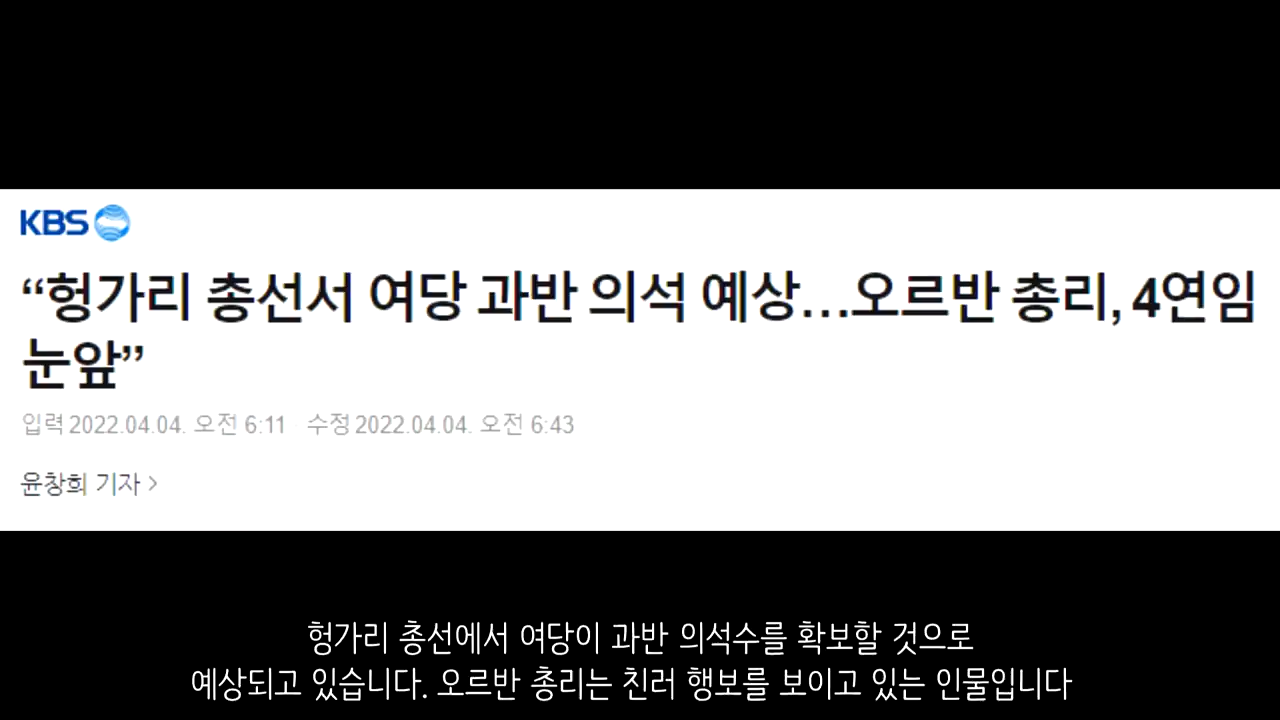 KBS
“헝가리 총선서 여당 과반 의석 예상…오르반 총리, 4연임
눈앞”
입력 2022.04.04. 오전 6:11 수정 2022.04.04. 오전 6:43
윤창희 기자 >
헝가리 총선에서 여당이 과반 의석수를 확보할 것으로
예상되고 있습니다. 오르반 총리는 친러 행보를 보이고 있는 인물입니다